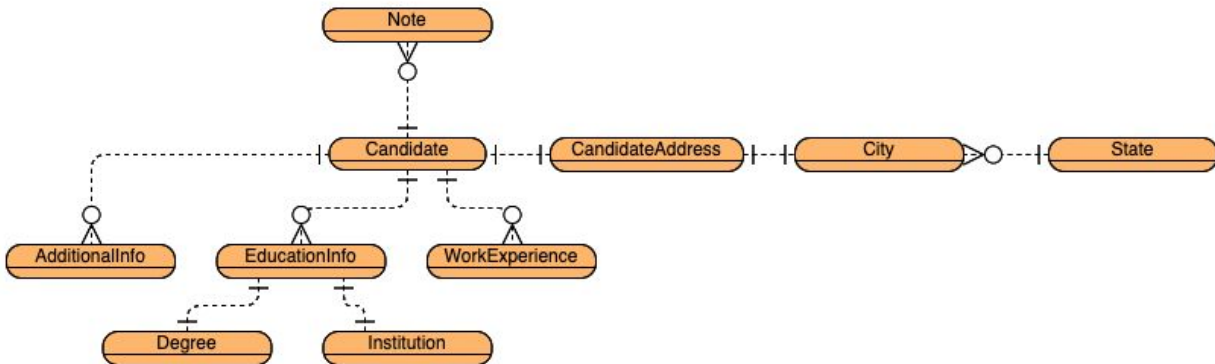 Note
Candidate
CandidateAddress
City
State
AdditionalInfo
EducationInfo
WorkExperience
Degree
Institution